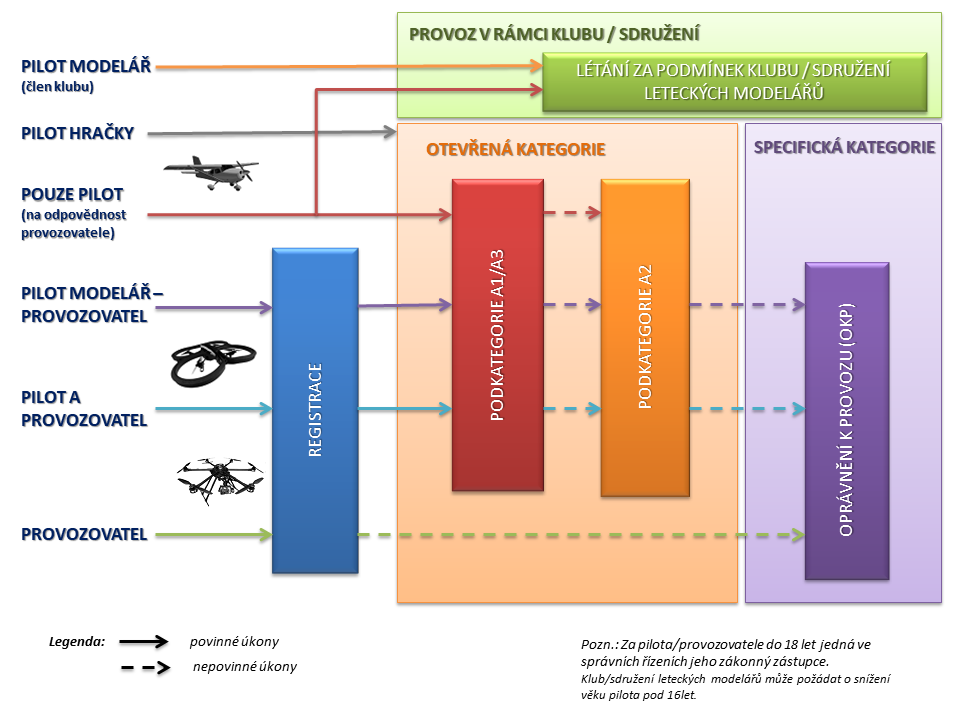 PROVOZ V RÁMCI KLUBU / SDRUŽENÍ
PILOT MODELÁŘ
(člen klubu)
LÉTÁNÍ ZA PODMÍNEK KLUBU / SDRUŽENÍ
LETECKÝCH MODELÁŘŮ
PILOT HRAČKY
OTEVŘENÁ KATEGORIE
SPECIFICKÁ KATEGORIE
POUZE PILOT
(na odpovědnost
provozovatele)
PILOT MODELÁŘ –
PROVOZOVATEL
PILOT A
PROVOZOVATEL
PROVOZOVATEL
REGISTRACE
PODKATEGORIE A1/A3
PODKATEGORIE A2
OPRÁVNĚNÍ K PROVOZU (OKP)
Legenda:
povinné úkony
nepovinné úkony
Pozn.: Za pilota/provozovatele do 18 let jedná ve
správních řízeních jeho zákonný zástupce.
Klub/sdružení leteckých modelářů může požádat o snížení
věku pilota pod 16let.